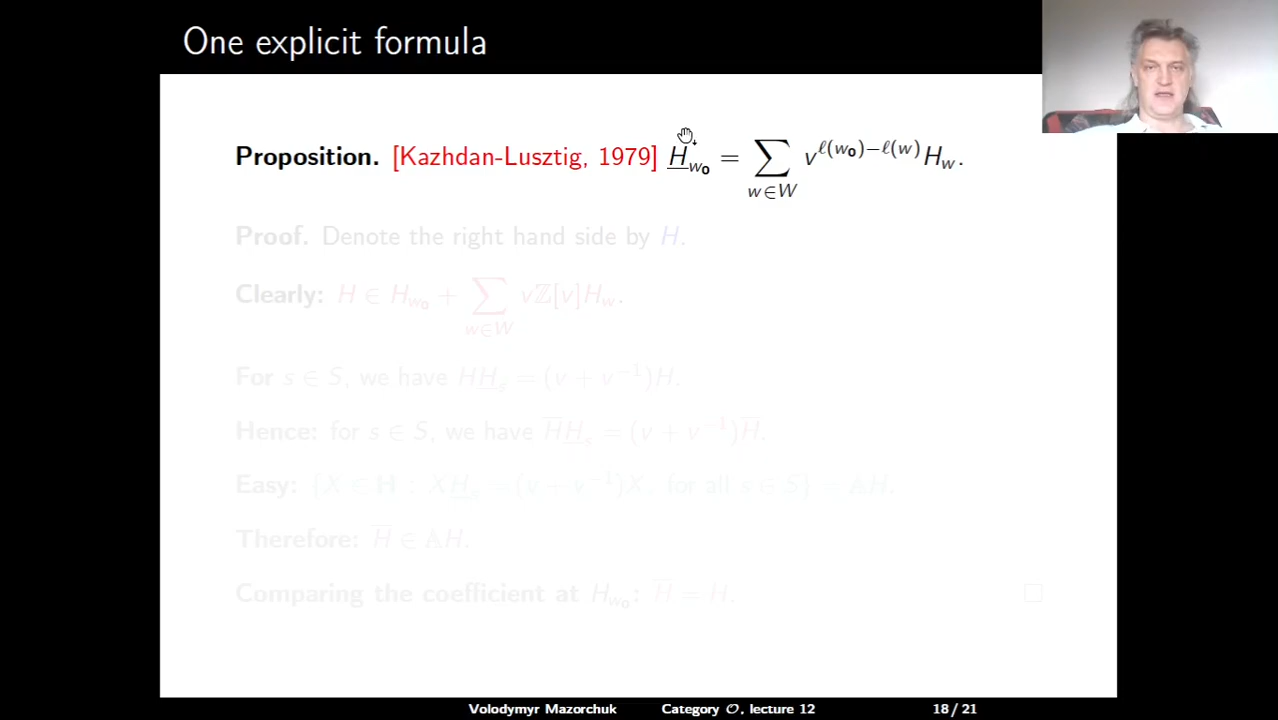 One explicit formula
Proposition. [Kazhdan-Lusztig, 1979] H̲_{w₀} = ∑_{w∈W} v^{ℓ(w₀)−ℓ(w)} H_w.
Proof. Denote the right hand side by H.
Clearly: H ∈ H_{w₀} + ∑_{w∈W} vℤ[v]H_w.
For s ∈ S, we have HH̲_s = (v + v⁻¹)H.
Hence: for s ∈ S, we have H̅H̲_s = (v + v⁻¹)H̅.
Easy: {X ∈ H : XH̲_s = (v + v⁻¹)X, for all s ∈ S} = 𝔸H.
Therefore: H̅ ∈ 𝔸H.
Comparing the coefficient at H_{w₀}: H̅ = H. □
Volodymyr Mazorchuk Category 𝒪, lecture 12 18 / 21